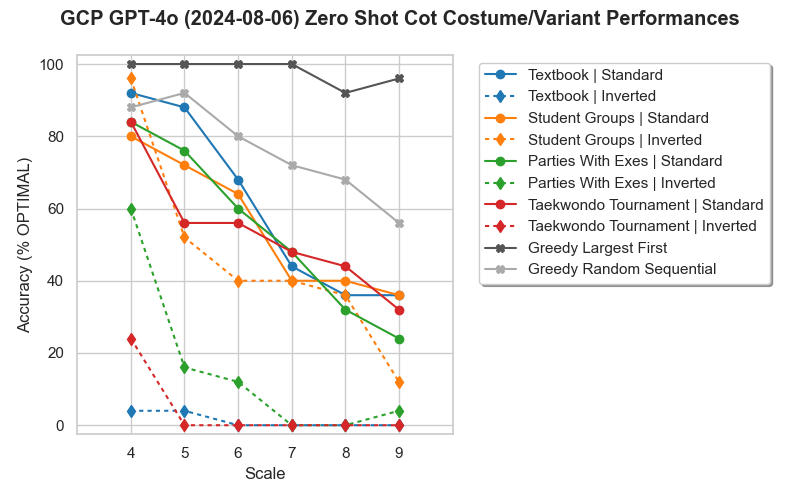 GCP GPT-4o (2024-08-06) Zero Shot Cot Costume/Variant Performances
Accuracy (% OPTIMAL)
100
80
60
40
20
0
4 5 6 7 8 9
Scale
Textbook | Standard
Textbook | Inverted
Student Groups | Standard
Student Groups | Inverted
Parties With Exes | Standard
Parties With Exes | Inverted
Taekwondo Tournament | Standard
Taekwondo Tournament | Inverted
Greedy Largest First
Greedy Random Sequential